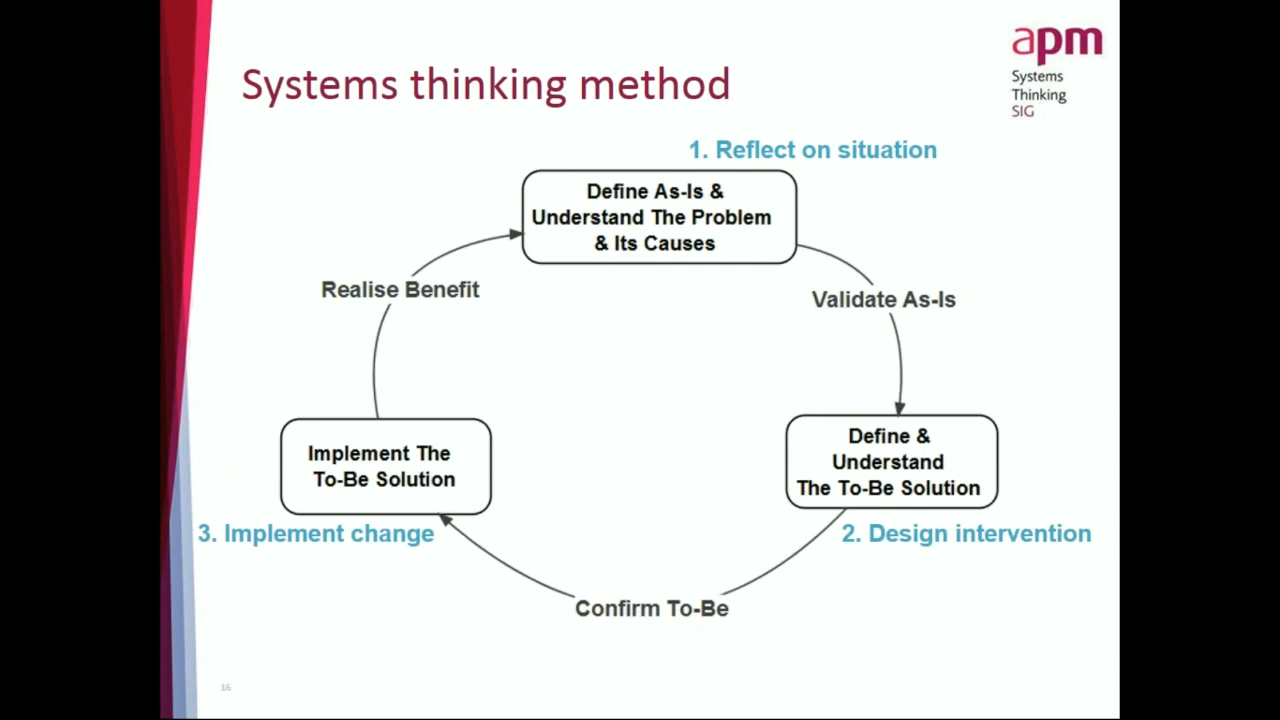 Systems thinking method
apm
Systems
Thinking
SIG
1. Reflect on situation
Define As-Is &
Understand The Problem
& Its Causes
Realise Benefit
Validate As-Is
Implement The
To-Be Solution
Define &
Understand
The To-Be Solution
3. Implement change
2. Design intervention
Confirm To-Be
16